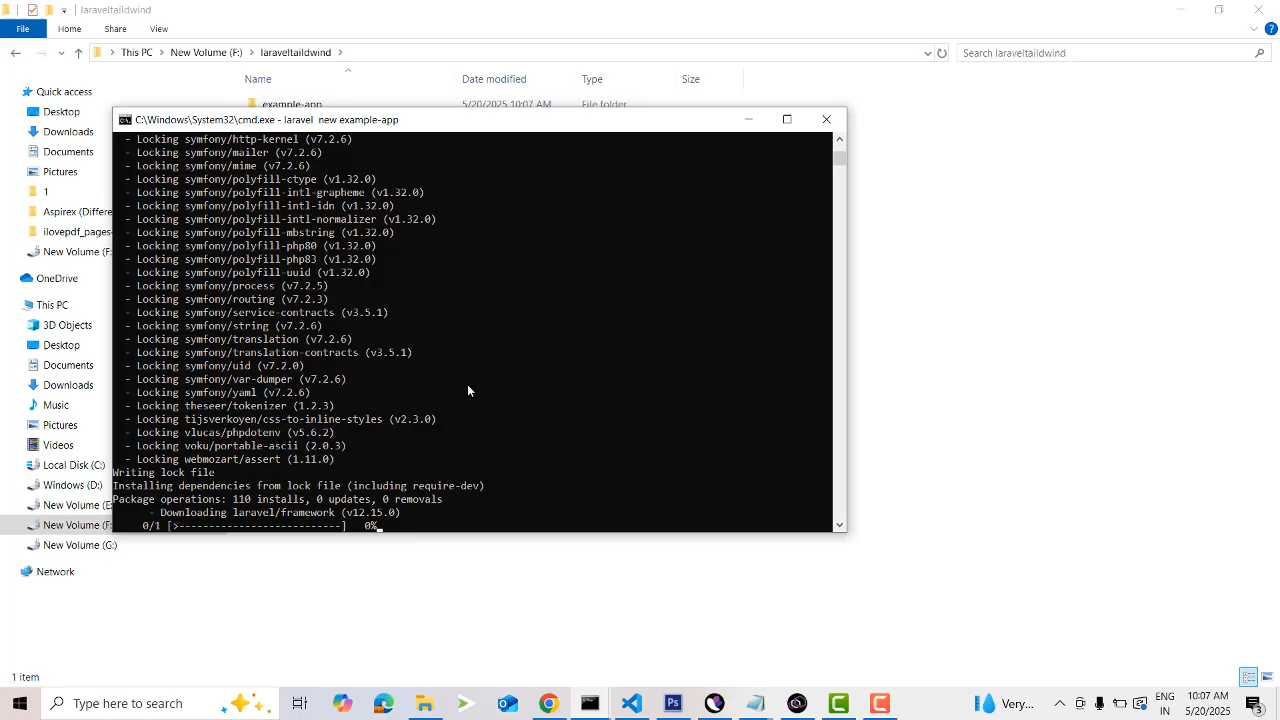 laraveltaildwind
File Home Share View
This PC New Volume (F:) laraveltaildwind Search laraveltaildwind
Name Date modified Type Size
Quick access
Desktop
Downloads
Documents
Pictures
1
Aspirex (Differe
ilovepdf_pages-
New Volume (F:
OneDrive
This PC
3D Objects
Desktop
Documents
Downloads
Music
Pictures
Videos
Local Disk (C:)
Windows (D:)
New Volume (E:
New Volume (F:
New Volume (G:)
Network
example-app 5/20/2025 10:07 AM File folder
C:\Windows\System32\cmd.exe - laravel new example-app
- Locking symfony/http-kernel (v7.2.6)
- Locking symfony/mailer (v7.2.6)
- Locking symfony/mime (v7.2.6)
- Locking symfony/polyfill-ctype (v1.32.0)
- Locking symfony/polyfill-intl-grapheme (v1.32.0)
- Locking symfony/polyfill-intl-idn (v1.32.0)
- Locking symfony/polyfill-intl-normalizer (v1.32.0)
- Locking symfony/polyfill-mbstring (v1.32.0)
- Locking symfony/polyfill-php80 (v1.32.0)
- Locking symfony/polyfill-php83 (v1.32.0)
- Locking symfony/polyfill-uuid (v1.32.0)
- Locking symfony/process (v7.2.5)
- Locking symfony/routing (v7.2.3)
- Locking symfony/service-contracts (v3.5.1)
- Locking symfony/string (v7.2.6)
- Locking symfony/translation (v7.2.6)
- Locking symfony/translation-contracts (v3.5.1)
- Locking symfony/uid (v7.2.0)
- Locking symfony/var-dumper (v7.2.6)
- Locking symfony/yaml (v7.2.6)
- Locking theseer/tokenizer (1.2.3)
- Locking tijsverkoyen/css-to-inline-styles (v2.3.0)
- Locking vlucas/phpdotenv (v5.6.2)
- Locking voku/portable-ascii (2.0.3)
- Locking webmozart/assert (1.11.0)
Writing lock file
Installing dependencies from lock file (including require-dev)
Package operations: 110 installs, 0 updates, 0 removals
- Downloading laravel/framework (v12.15.0)
0/1 [>---------------------------] 0%
1 item
Type here to search
Ps
Very...
ENG
IN
10:07 AM
5/20/2025
3